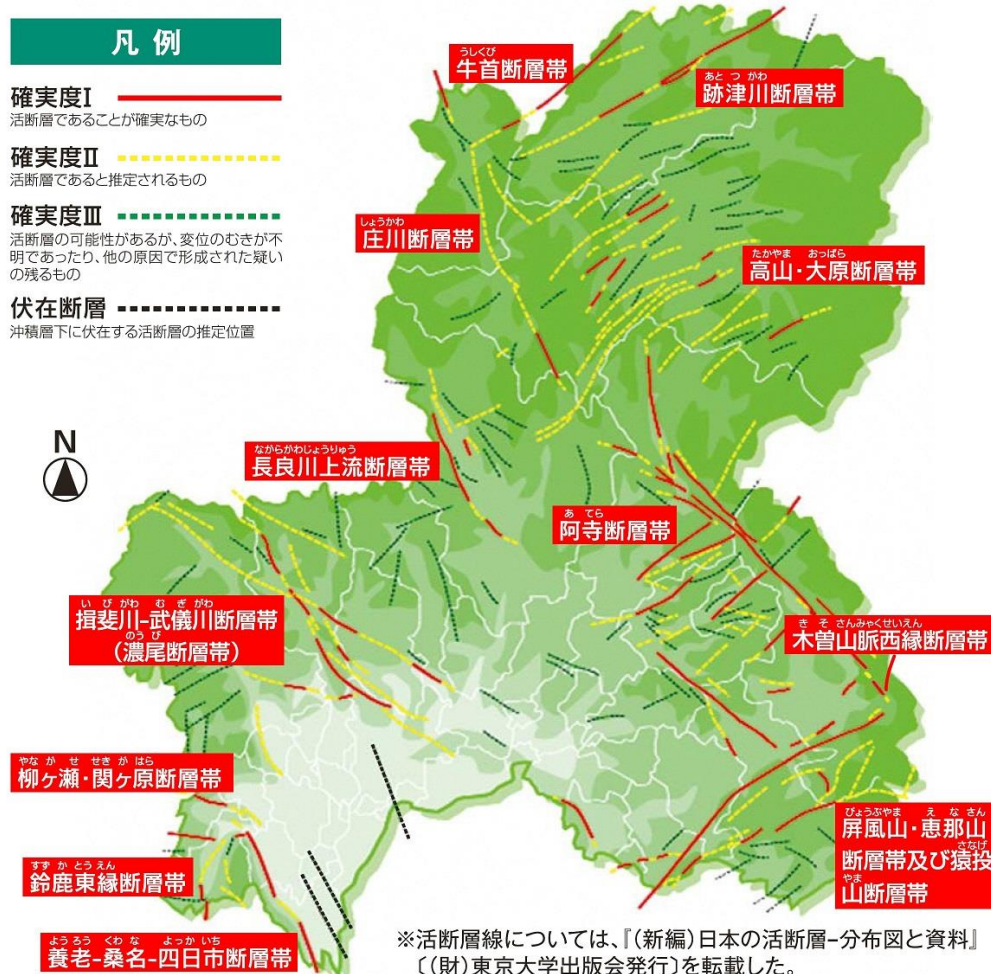 凡例
確実度Ⅰ
活断層であることが確実なもの
確実度Ⅱ
活断層であると推定されるもの
確実度Ⅲ
活断層の可能性があるが、変位のむきが不
明であったり、他の原因で形成された疑い
の残るもの
伏在断層
沖積層下に伏在する活断層の推定位置
N
うしくび
牛首断層帯
あとつがわ
跡津川断層帯
しょうかわ
庄川断層帯
たかやま おっぱら
高山・大原断層帯
ながらがわじょうりゅう
長良川上流断層帯
あてら
阿寺断層帯
いびがわ むぎがわ
揖斐川-武儀川断層帯
のうび
(濃尾断層帯)
きそさんみゃくせいえん
木曽山脈西縁断層帯
やながせ せきがはら
柳ヶ瀬・関ヶ原断層帯
びょうぶやま えなさん
屏風山・恵那山
さなげ
断層帯及び猿投
やま
山断層帯
すずかとうえん
鈴鹿東縁断層帯
ようろう くわな よっかいち
養老-桑名-四日市断層帯
※活断層線については、『(新編)日本の活断層-分布図と資料』
〔(財)東京大学出版会発行〕を転載した。